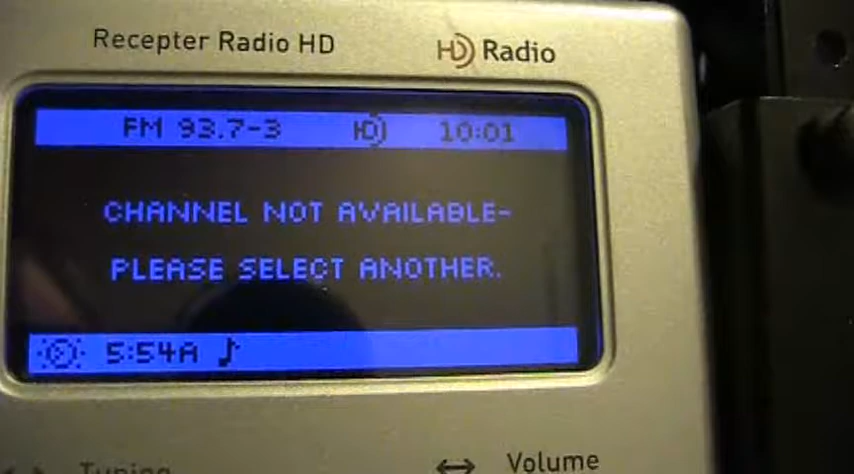 Recepter Radio HD HD Radio
FM 93.7-3 HD 10:01
CHANNEL NOT AVAILABLE-
PLEASE SELECT ANOTHER.
5:54A
Tuning Volume